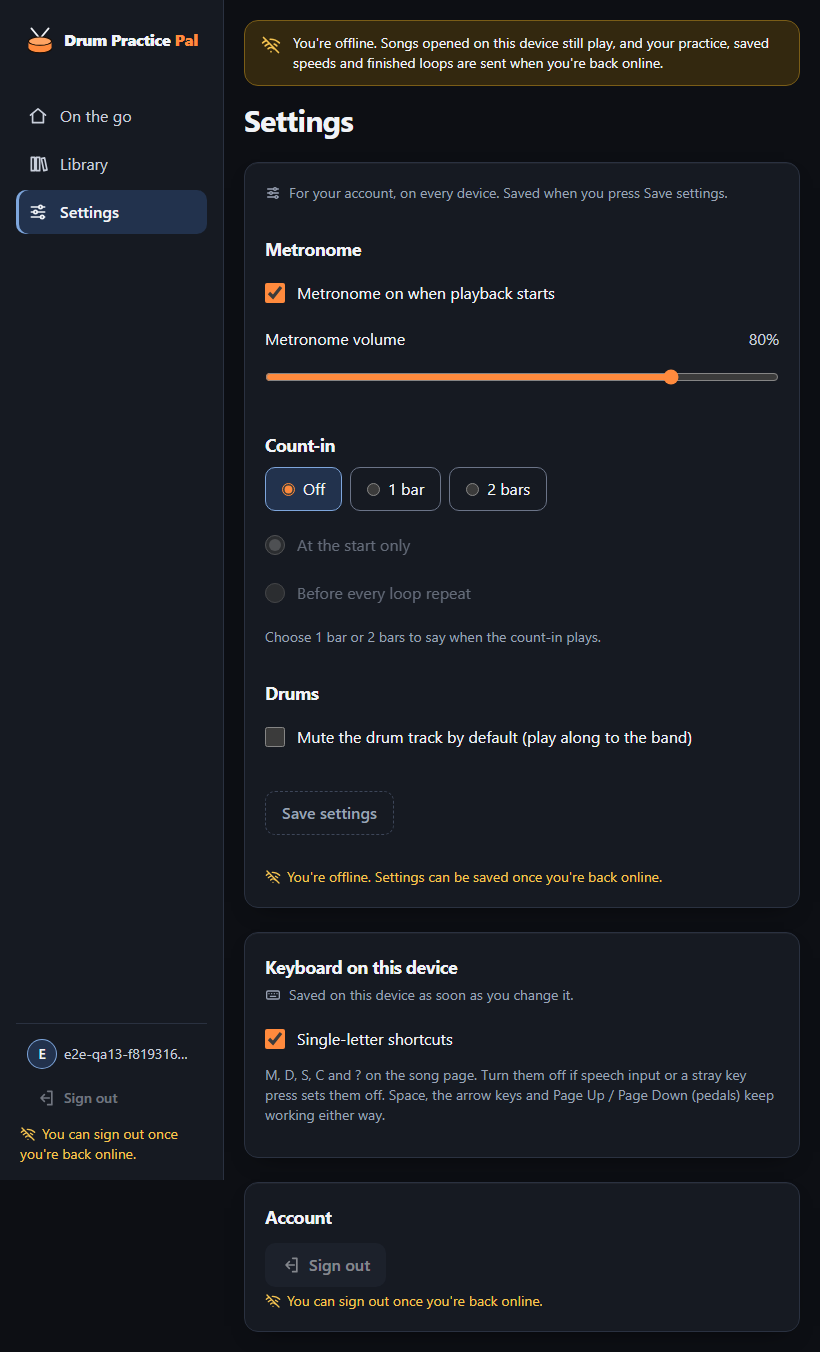 Drum Practice Pal
On the go
Library
Settings
E
e2e-qa13-f819316...
Sign out
You can sign out once
you're back online.
You're offline. Songs opened on this device still play, and your practice, saved
speeds and finished loops are sent when you're back online.
Settings
For your account, on every device. Saved when you press Save settings.
Metronome
Metronome on when playback starts
Metronome volume 80%
Count-in
Off 1 bar 2 bars
At the start only
Before every loop repeat
Choose 1 bar or 2 bars to say when the count-in plays.
Drums
Mute the drum track by default (play along to the band)
Save settings
You're offline. Settings can be saved once you're back online.
Keyboard on this device
Saved on this device as soon as you change it.
Single-letter shortcuts
M, D, S, C and ? on the song page. Turn them off if speech input or a stray key
press sets them off. Space, the arrow keys and Page Up / Page Down (pedals) keep
working either way.
Account
Sign out
You can sign out once you're back online.